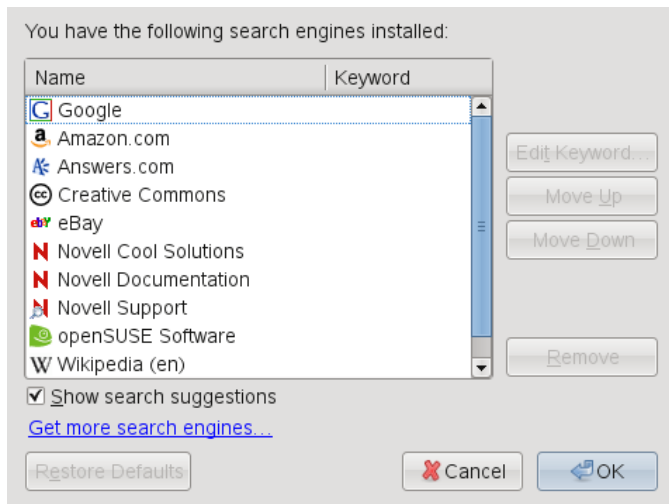 You have the following search engines installed:
Name Keyword
Google
Amazon.com
Answers.com
Creative Commons
eBay
Novell Cool Solutions
Novell Documentation
Novell Support
openSUSE Software
Wikipedia (en)
Edit Keyword...
Move Up
Move Down
Remove
Show search suggestions
Get more search engines...
Restore Defaults
Cancel
OK